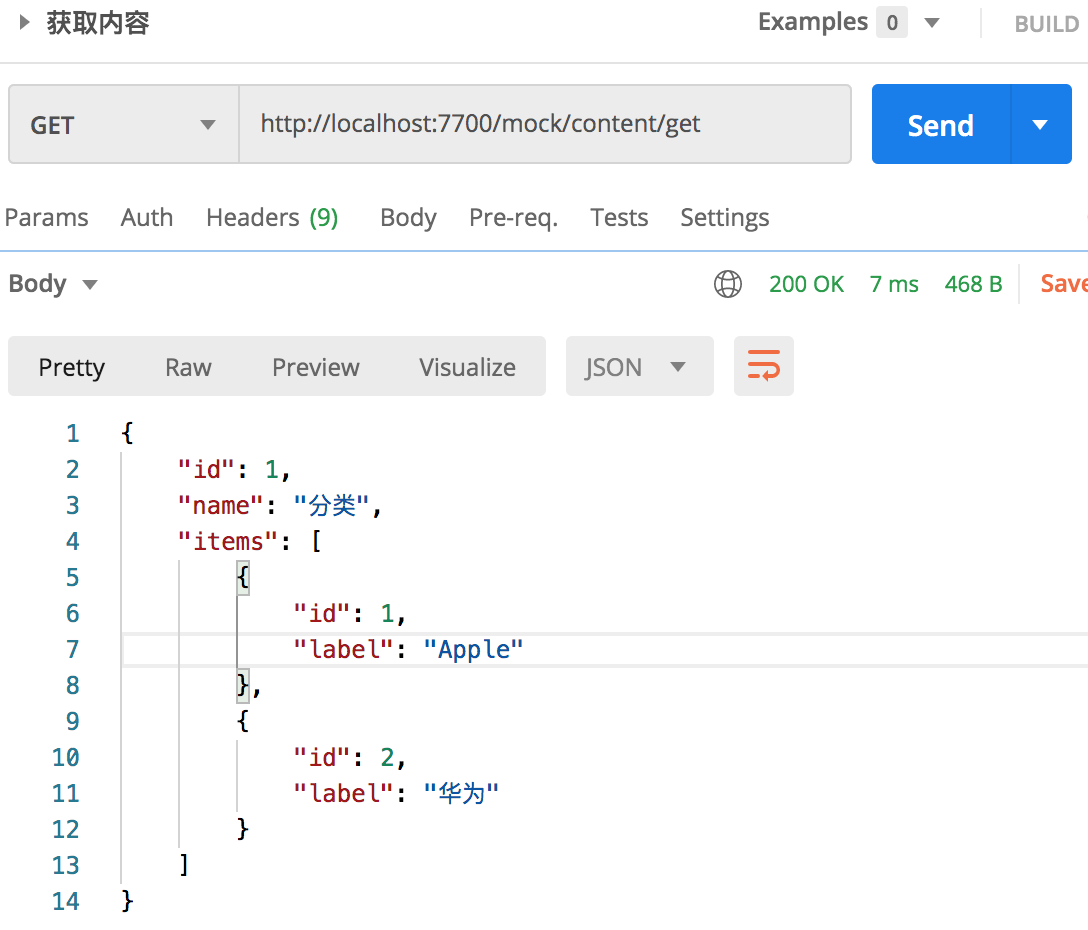 获取内容 Examples 0 BUILD
GET http://localhost:7700/mock/content/get Send
Params Auth Headers (9) Body Pre-req. Tests Settings
Body 200 OK 7 ms 468 B Save
Pretty Raw Preview Visualize JSON
1 {
2 "id": 1,
3 "name": "分类",
4 "items": [
5 {
6 "id": 1,
7 "label": "Apple"
8 },
9 {
10 "id": 2,
11 "label": "华为"
12 }
13 ]
14 }